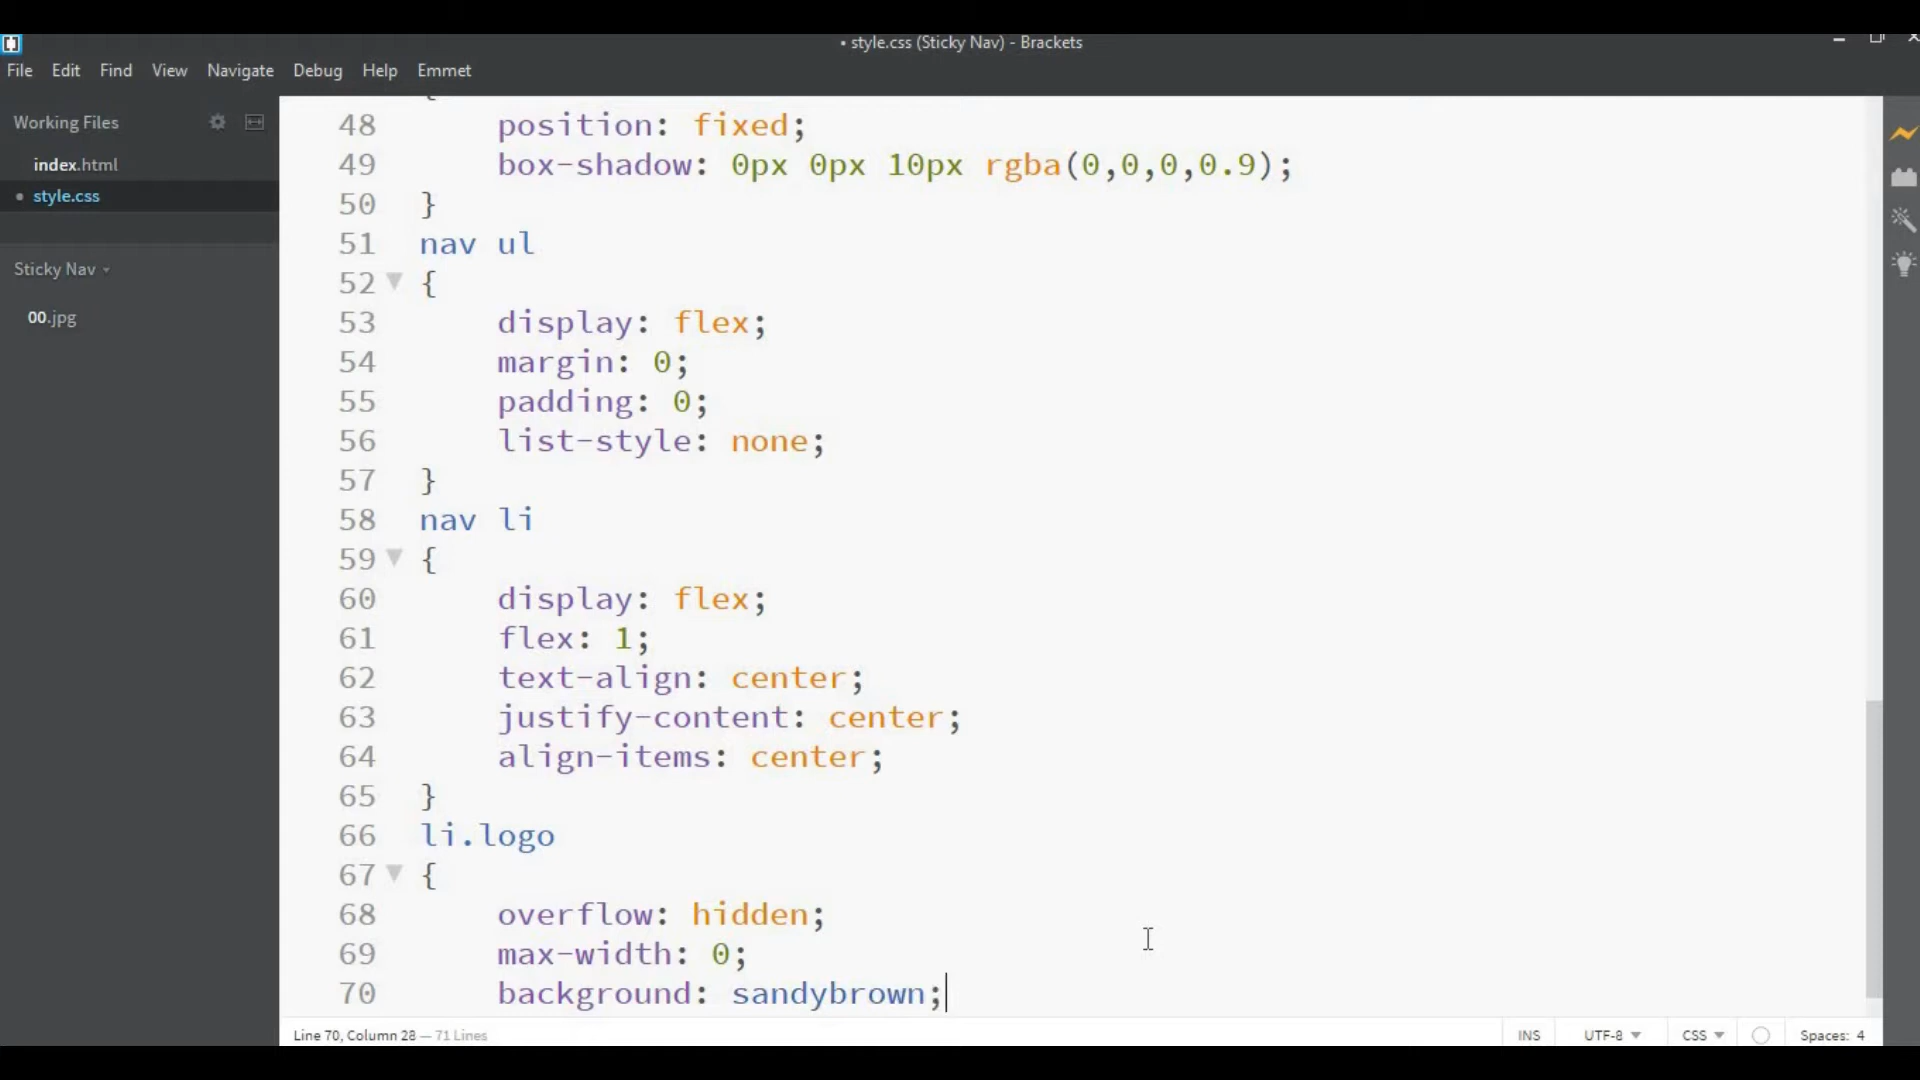 • style.css (Sticky Nav) - Brackets
File Edit Find View Navigate Debug Help Emmet
Working Files
index.html
• style.css
Sticky Nav
00.jpg
{
48 position: fixed;
49 box-shadow: 0px 0px 10px rgba(0,0,0,0.9);
50 }
51 nav ul
52 {
53 display: flex;
54 margin: 0;
55 padding: 0;
56 list-style: none;
57 }
58 nav li
59 {
60 display: flex;
61 flex: 1;
62 text-align: center;
63 justify-content: center;
64 align-items: center;
65 }
66 li.logo
67 {
68 overflow: hidden;
69 max-width: 0;
70 background: sandybrown;
Line 70, Column 28 — 71 Lines
INS UTF-8 CSS Spaces: 4